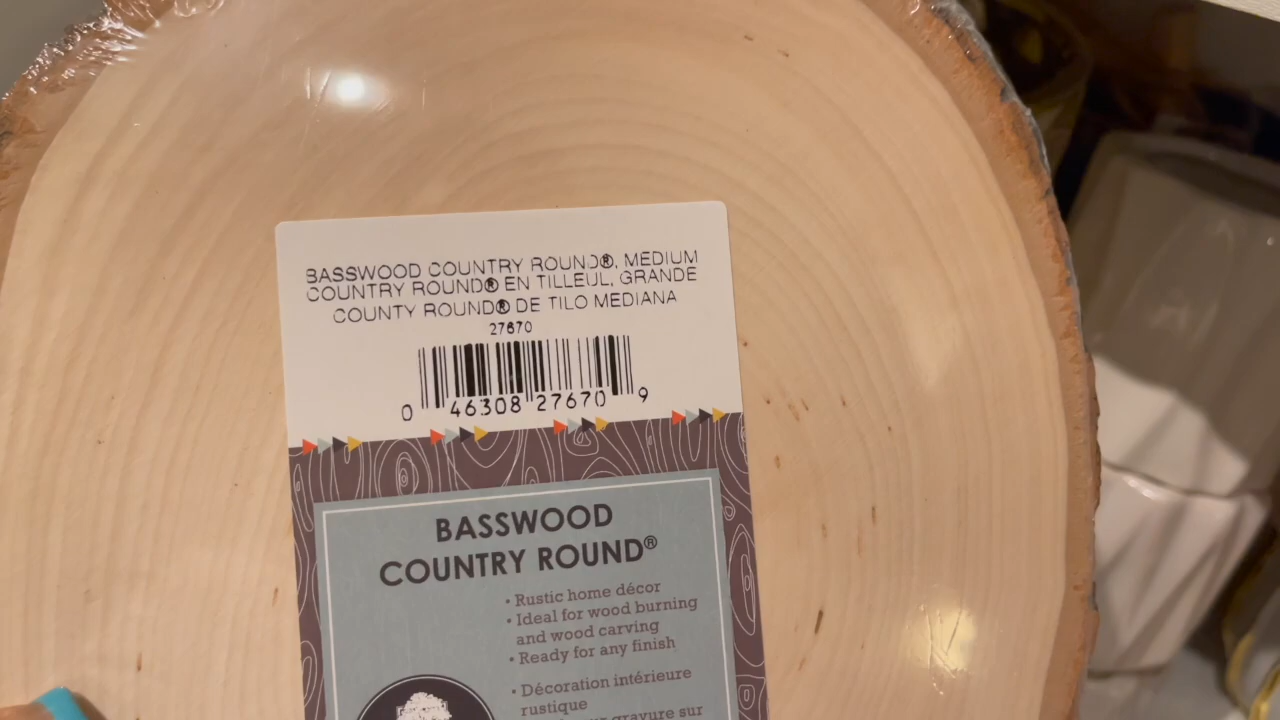 BASSWOOD COUNTRY ROUND®, MEDIUM
COUNTRY ROUND® EN TILLEUL, GRANDE
COUNTY ROUND® DE TILO MEDIANA
27670
0 46308 27670 9
BASSWOOD
COUNTRY ROUND®
• Rustic home décor
• Ideal for wood burning
and wood carving
• Ready for any finish
• Décoration intérieure
rustique
gravure sur